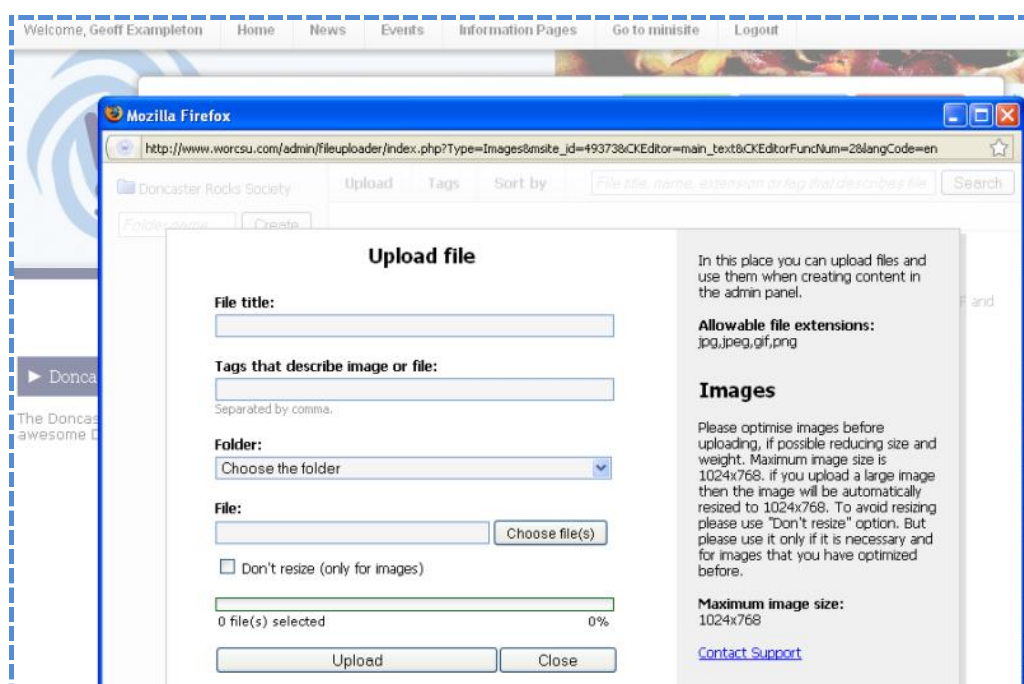 Welcome, Geoff Exampleton Home News Events Information Pages Go to minisite Logout
Mozilla Firefox
http://www.worcsu.com/admin/fileuploader/index.php?Type=Images&msite_id=49373&CKEditor=main_text&CKEditorFuncNum=2&langCode=en
Doncaster Rocks Society Upload Tags Sort by File title, name, extension or tag that describes file Search
Folder name Create
Upload file
File title:
Tags that describe image or file:
Separated by comma.
Folder:
Choose the folder
File:
Choose file(s)
Don't resize (only for images)
0 file(s) selected 0%
Upload Close
In this place you can upload files and
use them when creating content in
the admin panel.
Allowable file extensions:
jpg,jpeg,gif,png
Images
Please optimise images before
uploading, if possible reducing size and
weight. Maximum image size is
1024x768. if you upload a large image
then the image will be automatically
resized to 1024x768. To avoid resizing
please use "Don't resize" option. But
please use it only if it is necessary and
for images that you have optimized
before.
Maximum image size:
1024x768
Contact Support
and
Donca
The Doncas
awesome D